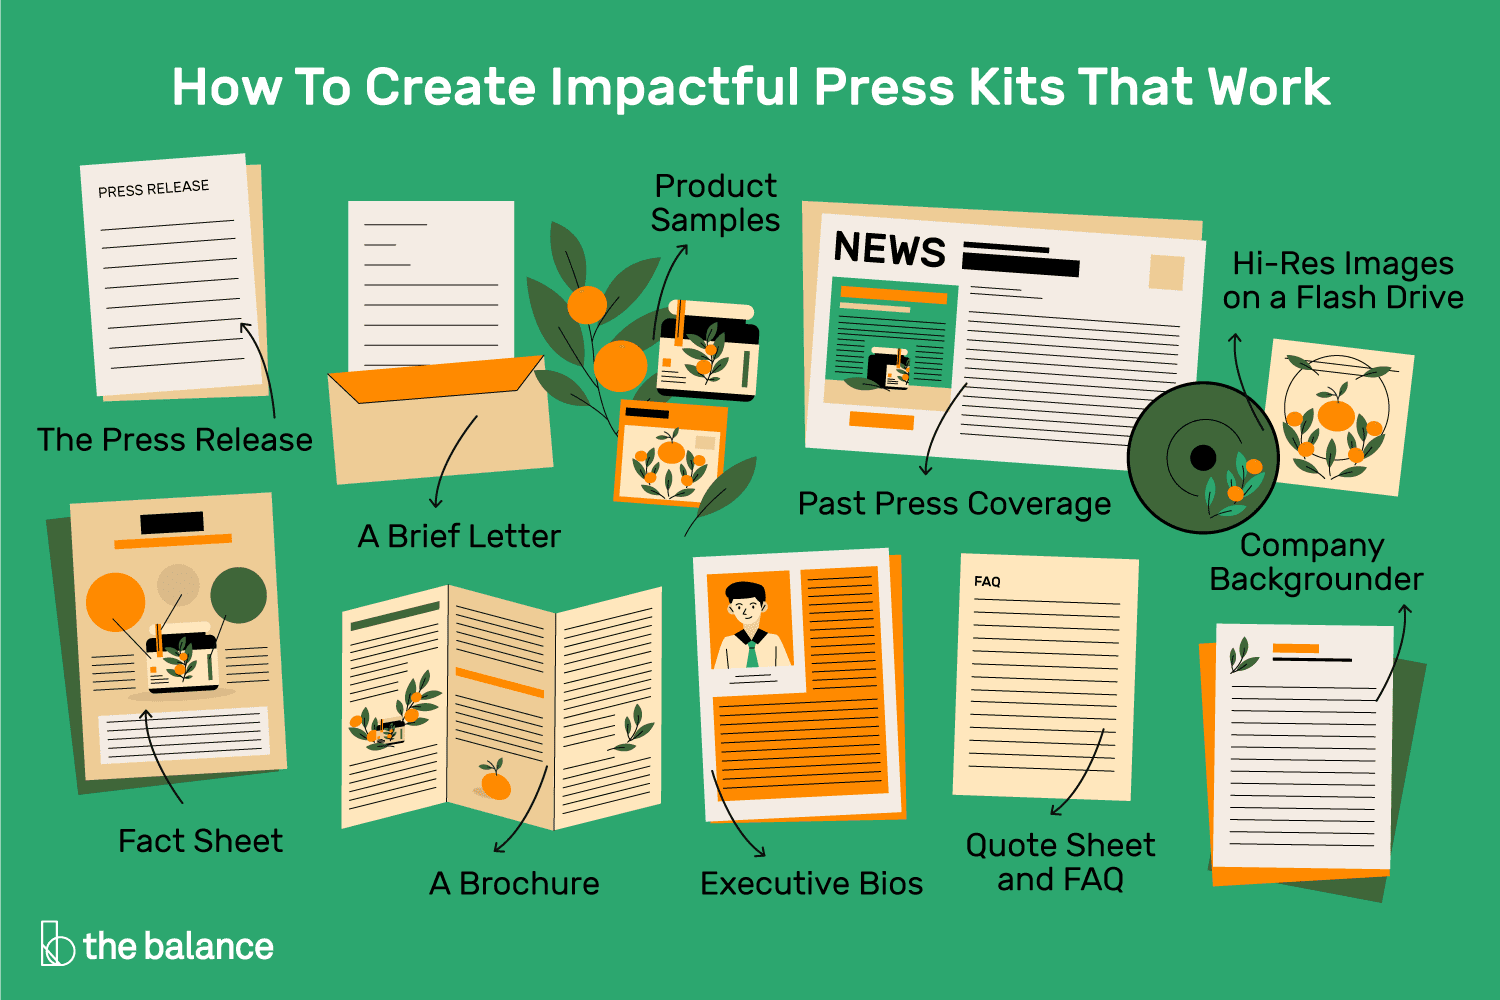 How To Create Impactful Press Kits That Work
PRESS RELEASE
The Press Release
A Brief Letter
Product
Samples
NEWS
Past Press Coverage
Hi-Res Images
on a Flash Drive
Fact Sheet
A Brochure
Executive Bios
FAQ
Quote Sheet
and FAQ
Company
Backgrounder
the balance